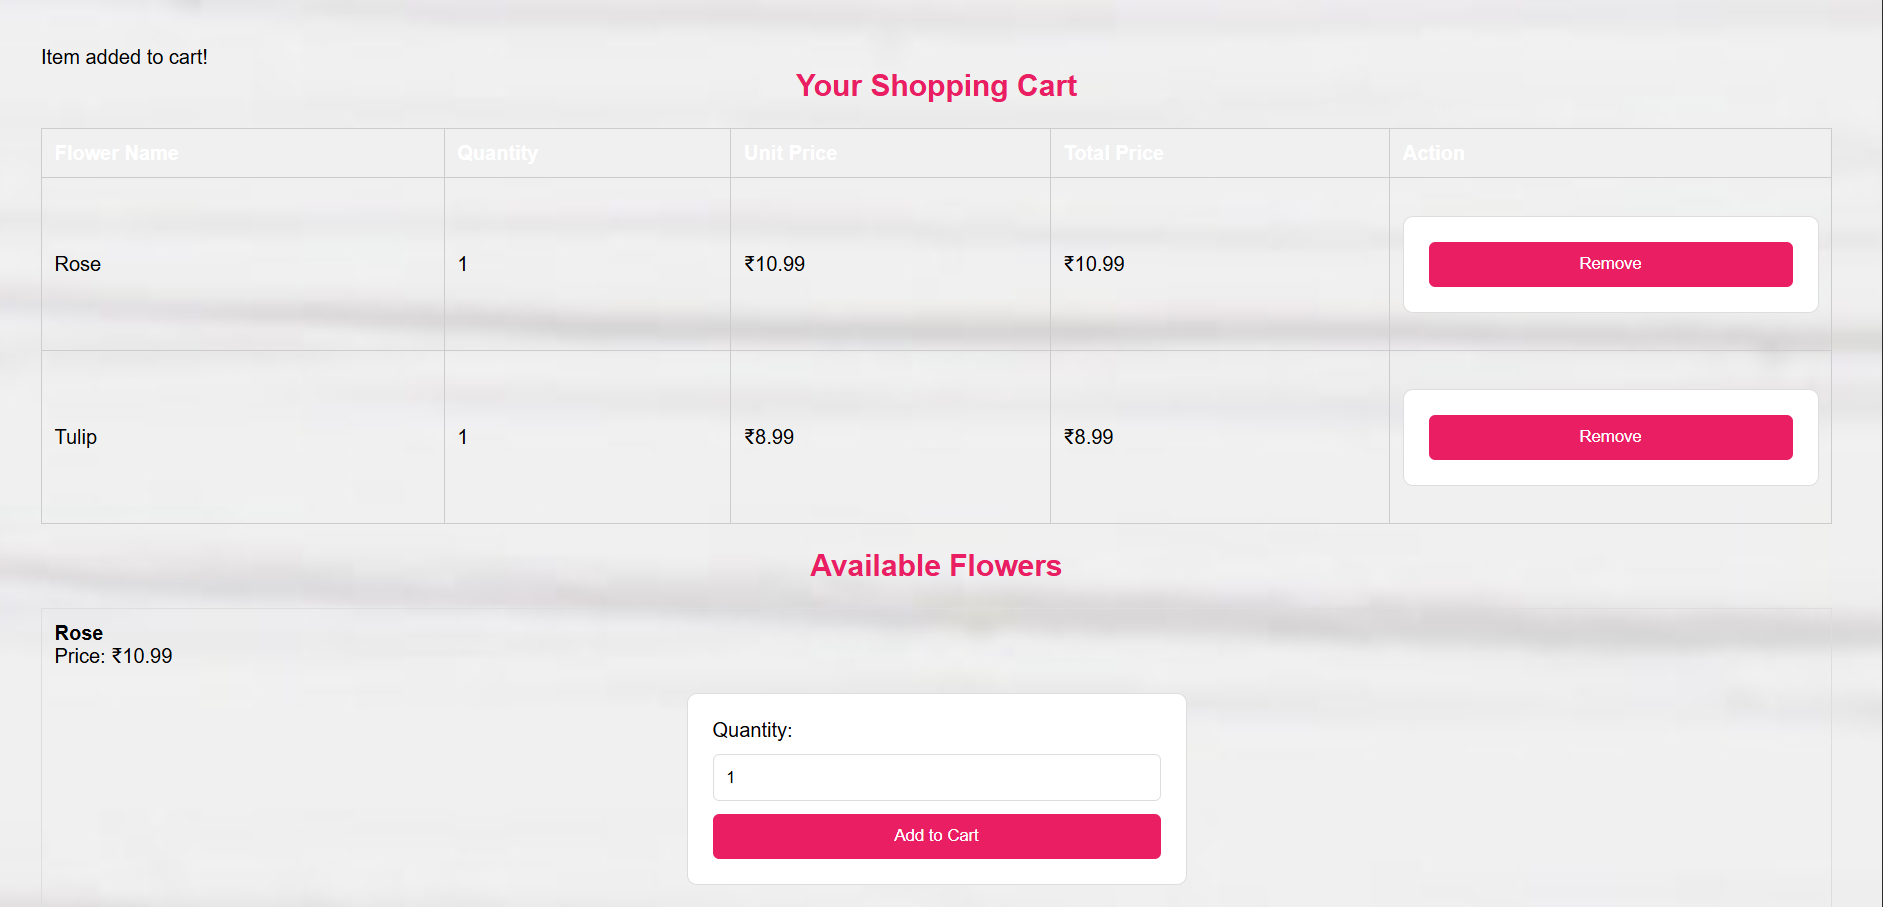 Item added to cart!
Your Shopping Cart
Flower Name Quantity Unit Price Total Price Action
Rose 1 ₹10.99 ₹10.99 Remove
Tulip 1 ₹8.99 ₹8.99 Remove
Available Flowers
Rose
Price: ₹10.99
Quantity:
1
Add to Cart